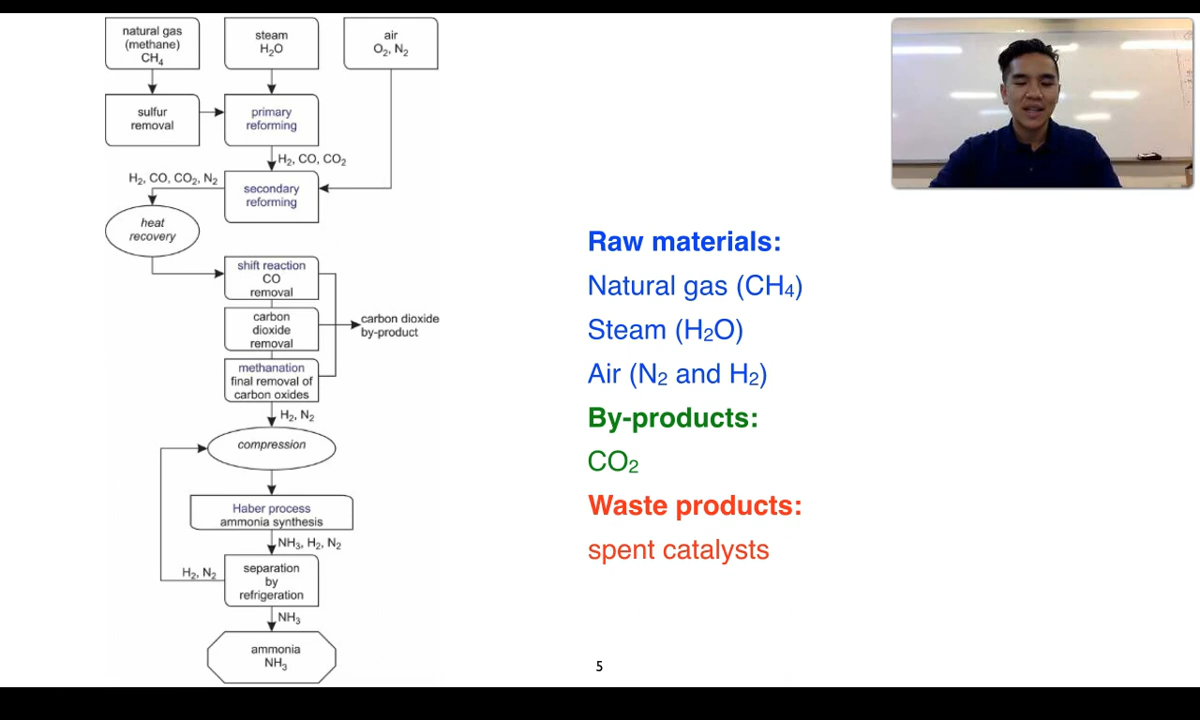 natural gas
(methane)
CH₄
steam
H₂O
air
O₂, N₂
sulfur
removal
primary
reforming
H₂, CO, CO₂
H₂, CO, CO₂, N₂
secondary
reforming
heat
recovery
shift reaction
CO
removal
carbon
dioxide
removal
carbon dioxide
by-product
methanation
final removal of
carbon oxides
H₂, N₂
compression
Haber process
ammonia synthesis
NH₃, H₂, N₂
H₂, N₂
separation
by
refrigeration
NH₃
ammonia
NH₃
Raw materials:
Natural gas (CH₄)
Steam (H₂O)
Air (N₂ and H₂)
By-products:
CO₂
Waste products:
spent catalysts
5